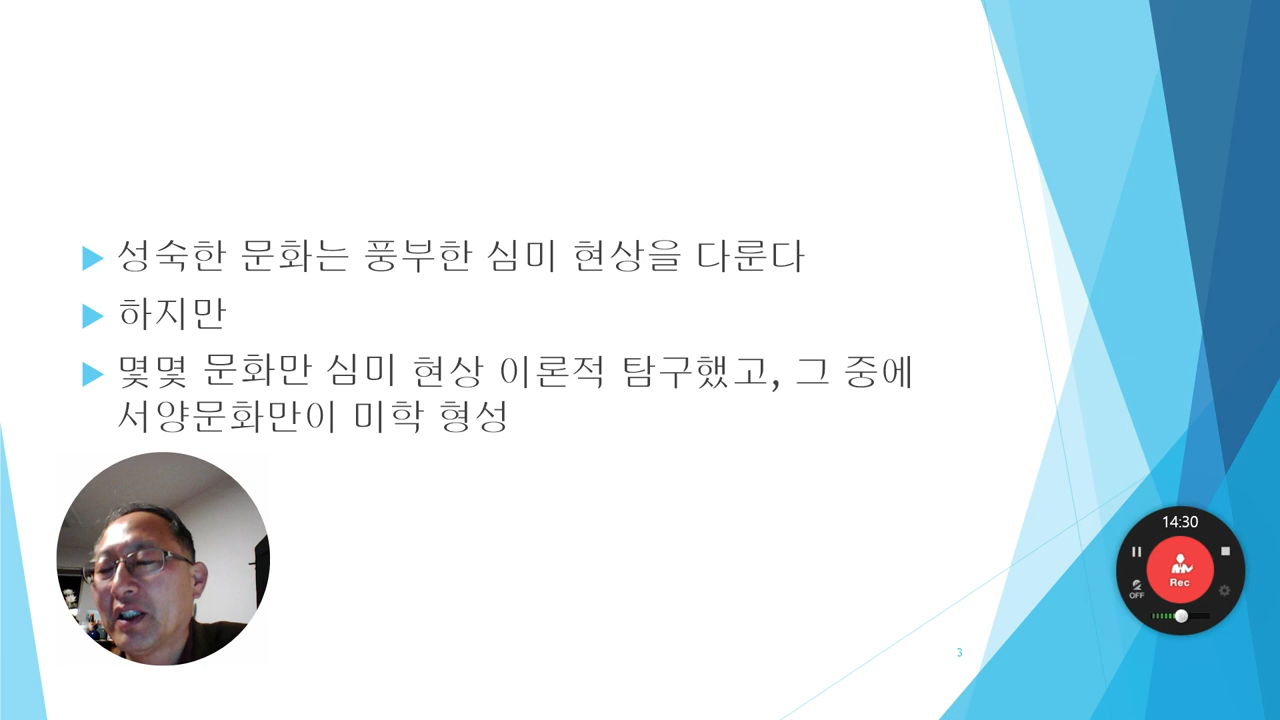 성숙한 문화는 풍부한 심미 현상을 다룬다
하지만
몇몇 문화만 심미 현상 이론적 탐구했고, 그 중에
서양문화만이 미학 형성
14:30
Rec
OFF
3